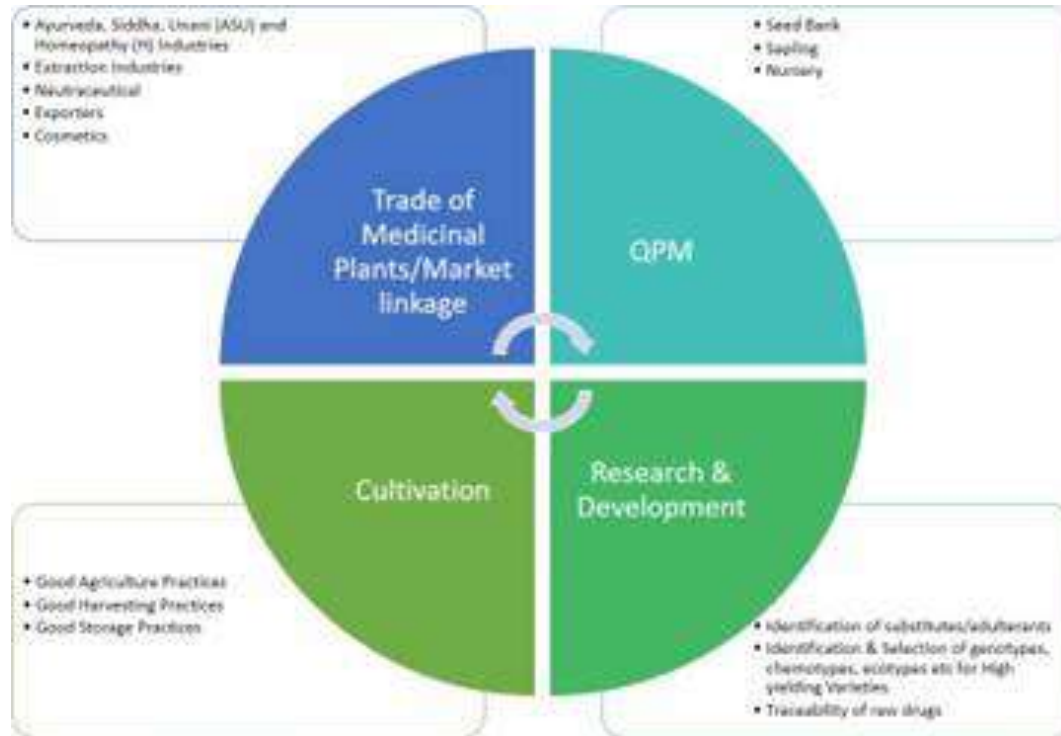 • Ayurveda, Siddha, Unani (ASU) and
Homeopathy (H) Industries
• Extraction Industries
• Neutraceutical
• Exporters
• Cosmetics
• Seed Bank
• Sapling
• Nursery
Trade of
Medicinal
Plants/Market
linkage
QPM
Cultivation
Research &
Development
• Good Agriculture Practices
• Good Harvesting Practices
• Good Storage Practices
• Identification of substitutes/adulterants
• Identification & Selection of genotypes,
chemotypes, ecotypes etc for High
yielding Varieties
• Traceability of raw drugs